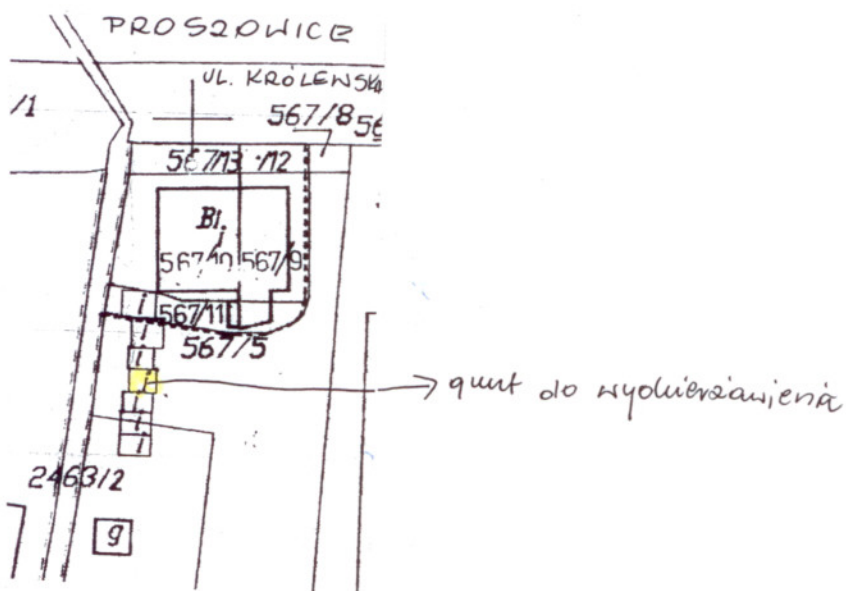 PROSZOWICE
UL. KRÓLEWSKA
/1
567/8 56
567/13 /12
Bl.
j
567/10 567/9
i 567/11
i
567/5
i
i
grunt do wydzierżawienia
i
i
i
2463/2
g